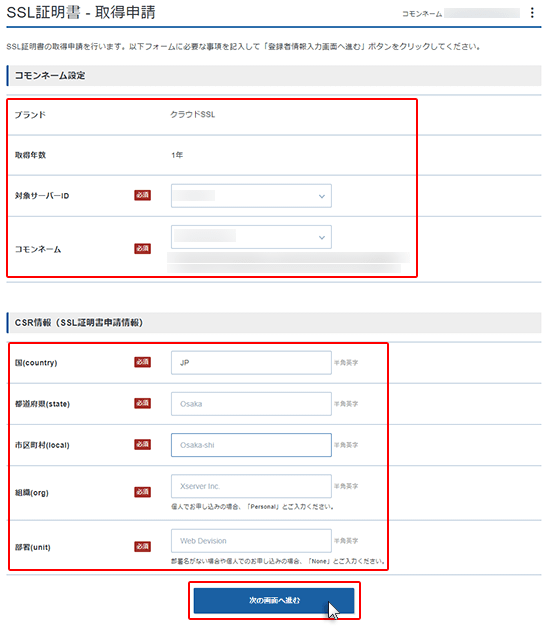 SSL証明書 - 取得申請
コモンネーム
SSL証明書の取得申請を行います。以下フォームに必要な事項を記入して「登録者情報入力画面へ進む」ボタンをクリックしてください。
コモンネーム設定
ブランド クラウドSSL
取得年数 1年
対象サーバーID 必須
コモンネーム 必須
CSR情報（SSL証明書申請情報）
国(country) 必須 JP 半角英字
都道府県(state) 必須 Osaka 半角英字
市区町村(local) 必須 Osaka-shi 半角英字
組織(org) 必須 Xserver Inc. 半角英字
個人でお申し込みの場合、「Personal」とご入力ください。
部署(unit) 必須 Web Devision 半角英字
部署名がない場合や個人でのお申し込みの場合、「None」とご入力ください。
次の画面へ進む